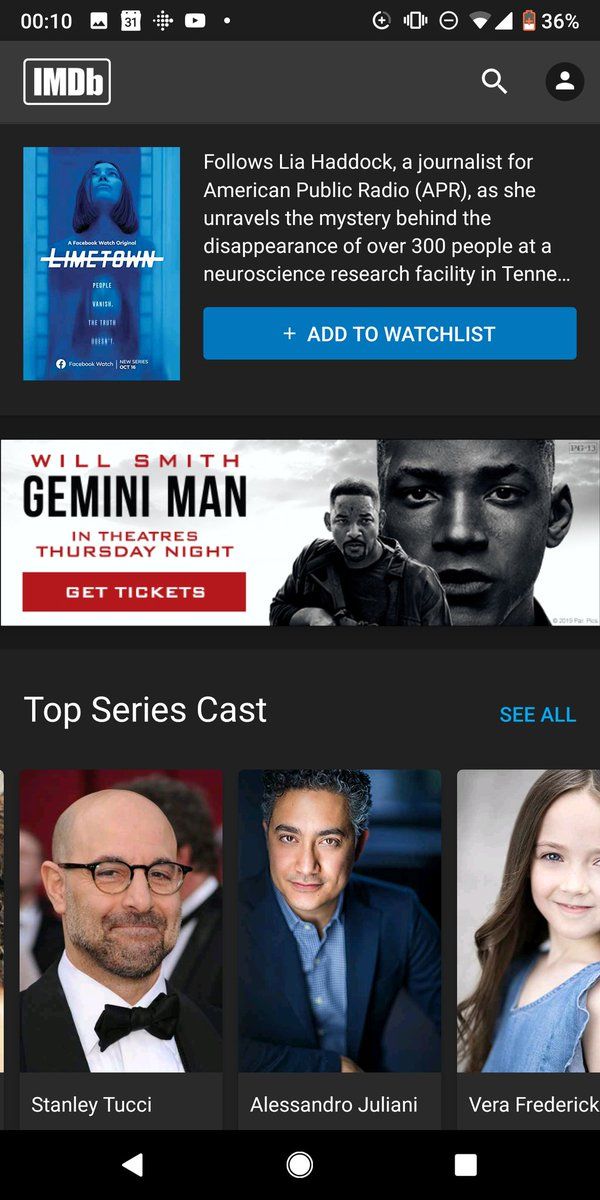 00:10
31
36%
IMDb
Follows Lia Haddock, a journalist for
American Public Radio (APR), as she
unravels the mystery behind the
disappearance of over 300 people at a
neuroscience research facility in Tenne...
A Facebook Watch Original
LIMETOWN
PEOPLE
VANISH.
THE TRUTH
DOESN'T.
Facebook Watch | NEW SERIES
OCT 16
+ ADD TO WATCHLIST
WILL SMITH
GEMINI MAN
IN THEATRES
THURSDAY NIGHT
GET TICKETS
PG-13
© 2019 Par. Pics
Top Series Cast
SEE ALL
Stanley Tucci
Alessandro Juliani
Vera Frederick